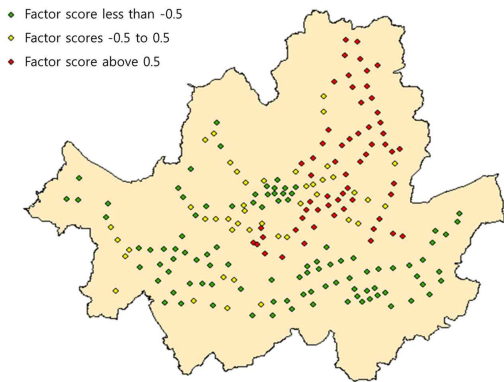 Factor score less than -0.5
Factor scores -0.5 to 0.5
Factor score above 0.5